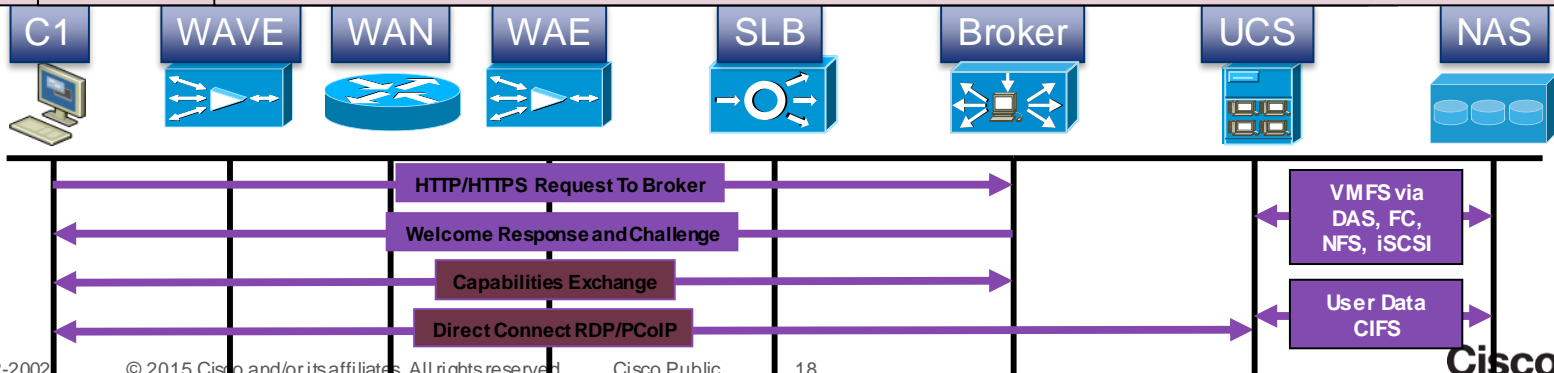 C1 WAVE WAN WAE SLB Broker UCS NAS
HTTP/HTTPS Request To Broker
Welcome Response and Challenge
Capabilities Exchange
Direct Connect RDP/PCoIP
VMFS via
DAS, FC,
NFS, iSCSI
User Data
CIFS
-2002 © 2015 Cisco and/or its affiliates. All rights reserved. Cisco Public 18
Cisco